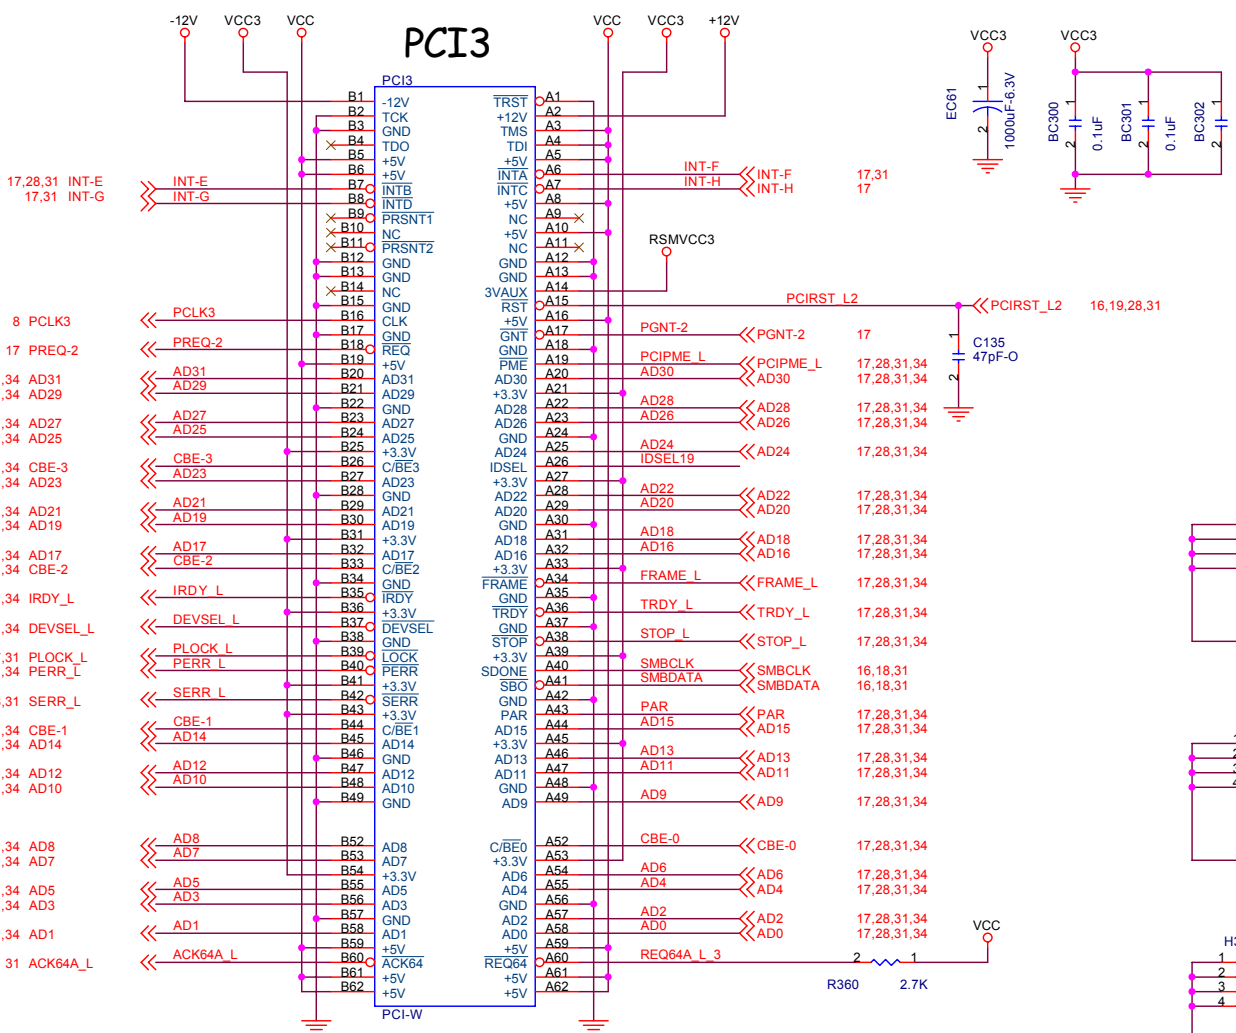 -12V VCC3 VCC VCC VCC3 +12V
PCI3
VCC3 VCC3
PCI3
EC61 1 2 1000uF-6.3V
BC300 1 2 0.1uF
BC301 1 2 0.1uF
BC302 1 2
B1 -12V TRST A1
B2 TCK +12V A2
B3 GND TMS A3
B4 TDO TDI A4
B5 +5V +5V A5
17,28,31 INT-E INT-E B6 +5V INTA A6 INT-F INT-F 17,31
17,31 INT-G INT-G B7 INTB INTC A7 INT-H INT-H 17
B8 INTD +5V A8
B9 PRSNT1 NC A9
B10 NC +5V A10
B11 PRSNT2 NC A11
RSMVCC3
B12 GND GND A12
B13 GND GND A13
B14 NC 3VAUX A14
B15 GND RST A15 PCIRST_L2 PCIRST_L2 16,19,28,31
8 PCLK3 PCLK3 B16 CLK +5V A16
B17 GND GNT A17 PGNT-2 PGNT-2 17
1 2 C135 47pF-O
17 PREQ-2 PREQ-2 B18 REQ GND A18
B19 +5V PME A19 PCIPME_L PCIPME_L 17,28,31,34
,34 AD31 AD31 B20 AD31 AD30 A20 AD30 AD30 17,28,31,34
,34 AD29 AD29 B21 AD29 +3.3V A21
B22 GND AD28 A22 AD28 AD28 17,28,31,34
,34 AD27 AD27 B23 AD27 AD26 A23 AD26 AD26 17,28,31,34
,34 AD25 AD25 B24 AD25 GND A24
B25 +3.3V AD24 A25 AD24 AD24 17,28,31,34
,34 CBE-3 CBE-3 B26 C/BE3 IDSEL A26 IDSEL19
,34 AD23 AD23 B27 AD23 +3.3V A27
B28 GND AD22 A28 AD22 AD22 17,28,31,34
,34 AD21 AD21 B29 AD21 AD20 A29 AD20 AD20 17,28,31,34
,34 AD19 AD19 B30 AD19 GND A30
B31 +3.3V AD18 A31 AD18 AD18 17,28,31,34
,34 AD17 AD17 B32 AD17 AD16 A32 AD16 AD16 17,28,31,34
,34 CBE-2 CBE-2 B33 C/BE2 +3.3V A33
B34 GND FRAME A34 FRAME_L FRAME_L 17,28,31,34
,34 IRDY_L IRDY_L B35 IRDY GND A35
B36 +3.3V TRDY A36 TRDY_L TRDY_L 17,28,31,34
,34 DEVSEL_L DEVSEL_L B37 DEVSEL GND A37
B38 GND STOP A38 STOP_L STOP_L 17,28,31,34
,31 PLOCK_L PLOCK_L B39 LOCK +3.3V A39
,34 PERR_L PERR_L B40 PERR SDONE A40 SMBCLK SMBCLK 16,18,31
B41 +3.3V SBO A41 SMBDATA SMBDATA 16,18,31
,31 SERR_L SERR_L B42 SERR GND A42
B43 +3.3V PAR A43 PAR PAR 17,28,31,34
,34 CBE-1 CBE-1 B44 C/BE1 AD15 A44 AD15 AD15 17,28,31,34
,34 AD14 AD14 B45 AD14 +3.3V A45
B46 GND AD13 A46 AD13 AD13 17,28,31,34
,34 AD12 AD12 B47 AD12 AD11 A47 AD11 AD11 17,28,31,34
,34 AD10 AD10 B48 AD10 GND A48
B49 GND AD9 A49 AD9 AD9 17,28,31,34
,34 AD8 AD8 B52 AD8 C/BE0 A52 CBE-0 CBE-0 17,28,31,34
,34 AD7 AD7 B53 AD7 +3.3V A53
B54 +3.3V AD6 A54 AD6 AD6 17,28,31,34
,34 AD5 AD5 B55 AD5 AD4 A55 AD4 AD4 17,28,31,34
,34 AD3 AD3 B56 AD3 GND A56
B57 GND AD2 A57 AD2 AD2 17,28,31,34
,34 AD1 AD1 B58 AD1 AD0 A58 AD0 AD0 17,28,31,34
VCC
B59 +5V +5V A59
31 ACK64A_L ACK64A_L B60 ACK64 REQ64 A60 REQ64A_L_3 2 1
B61 +5V +5V A61
R360 2.7K
B62 +5V +5V A62
PCI-W
1
2
3
4